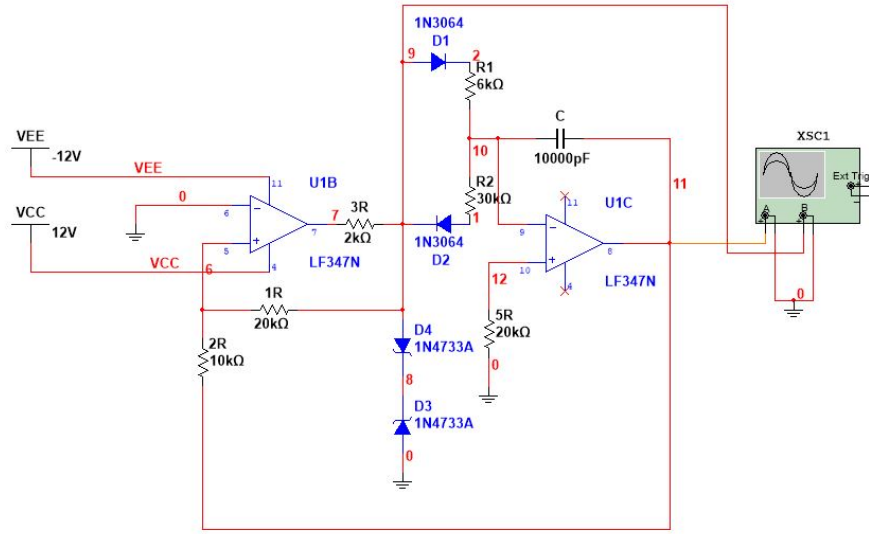 1N3064
D1
9
2
R1
6kΩ
C
10000pF
XSC1
Ext Trig
+
-
A
B
+
-
+
-
VEE
-12V
VEE
10
11
R2
30kΩ
1
U1B
11
0
6
5
7
4
7
3R
2kΩ
1N3064
D2
U1C
11
9
10
8
4
LF347N
VCC
12V
VCC
6
LF347N
12
0
1R
20kΩ
5R
20kΩ
0
2R
10kΩ
D4
1N4733A
8
D3
1N4733A
0